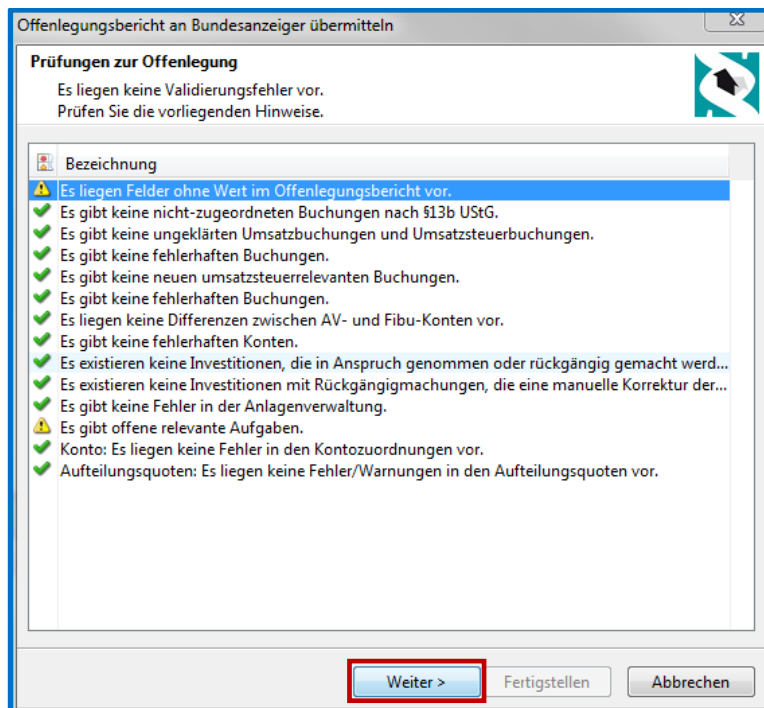 Offenlegungsbericht an Bundesanzeiger übermitteln
Prüfungen zur Offenlegung
Es liegen keine Validierungsfehler vor.
Prüfen Sie die vorliegenden Hinweise.
Bezeichnung
Es liegen Felder ohne Wert im Offenlegungsbericht vor.
Es gibt keine nicht-zugeordneten Buchungen nach §13b UStG.
Es gibt keine ungeklärten Umsatzbuchungen und Umsatzsteuerbuchungen.
Es gibt keine fehlerhaften Buchungen.
Es gibt keine neuen umsatzsteuerrelevanten Buchungen.
Es gibt keine fehlerhaften Buchungen.
Es liegen keine Differenzen zwischen AV- und Fibu-Konten vor.
Es gibt keine fehlerhaften Konten.
Es existieren keine Investitionen, die in Anspruch genommen oder rückgängig gemacht werd...
Es existieren keine Investitionen mit Rückgängigmachungen, die eine manuelle Korrektur der...
Es gibt keine Fehler in der Anlagenverwaltung.
Es gibt offene relevante Aufgaben.
Konto: Es liegen keine Fehler in den Kontozuordnungen vor.
Aufteilungsquoten: Es liegen keine Fehler/Warnungen in den Aufteilungsquoten vor.
Weiter > Fertigstellen Abbrechen